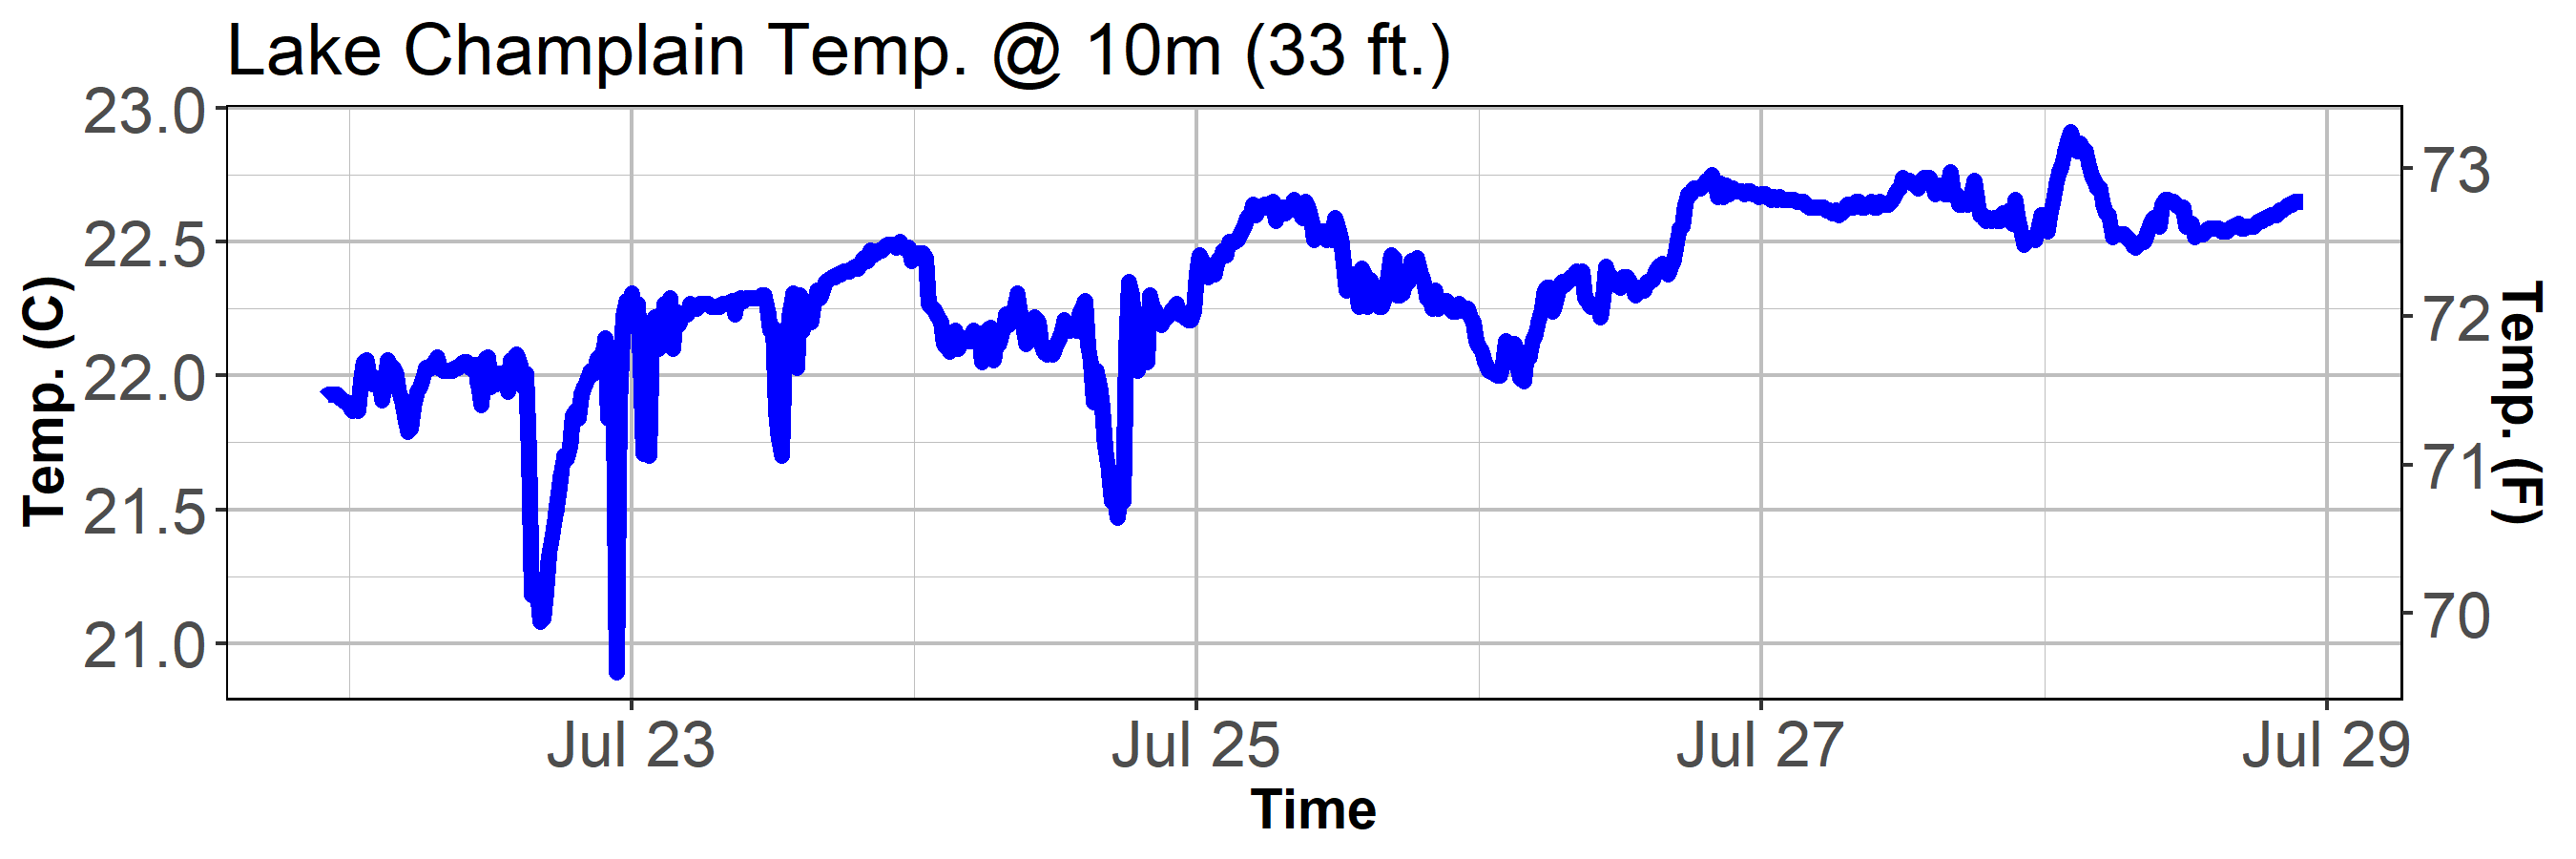 Lake Champlain Temp. @ 10m (33 ft.)
23.0
22.5
22.0
21.5
21.0
Temp. (C)
73
72
71
70
Temp. (F)
Jul 23 Jul 25 Jul 27 Jul 29
Time